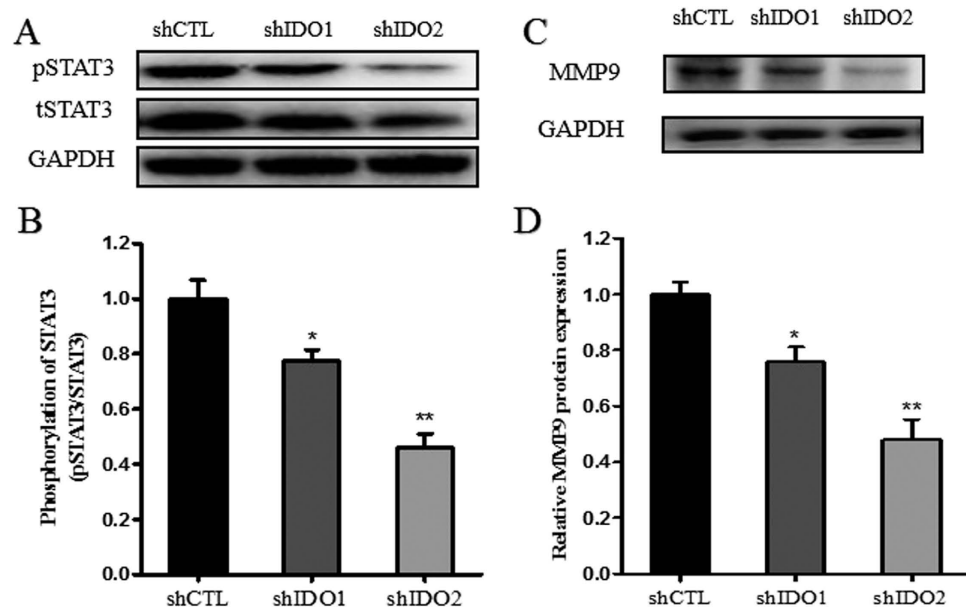 A
shCTL shIDO1 shIDO2
pSTAT3
tSTAT3
GAPDH
C
shCTL shIDO1 shIDO2
MMP9
GAPDH
B
Phosphorylation of STAT3
(pSTAT3/STAT3)
1.2
1.0
0.8
0.6
0.4
0.2
0.0
*
**
shCTL shIDO1 shIDO2
D
Relative MMP9 protein expression
1.2
1.0
0.8
0.6
0.4
0.2
0.0
*
**
shCTL shIDO1 shIDO2